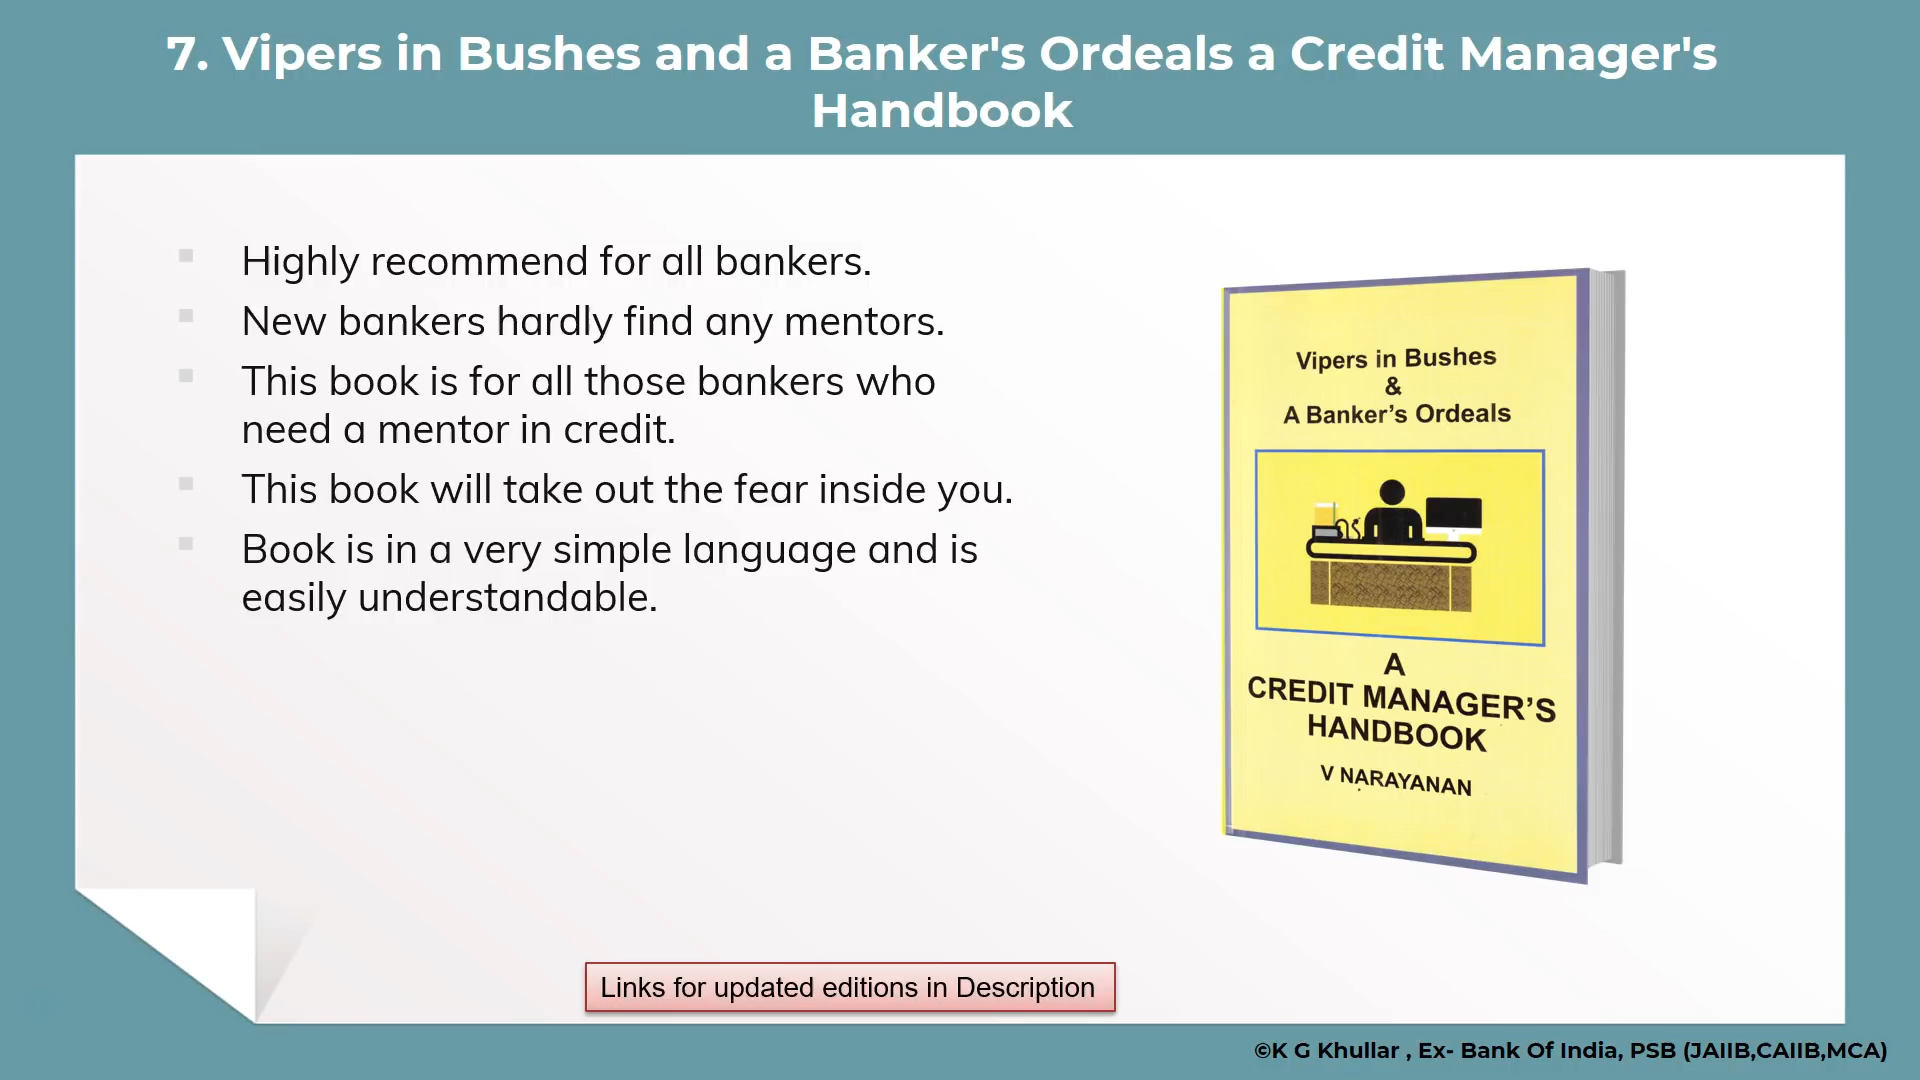 7. Vipers in Bushes and a Banker's Ordeals a Credit Manager's
Handbook
Highly recommend for all bankers.
New bankers hardly find any mentors.
This book is for all those bankers who
need a mentor in credit.
This book will take out the fear inside you.
Book is in a very simple language and is
easily understandable.
Vipers in Bushes
&
A Banker’s Ordeals
A
CREDIT MANAGER’S
HANDBOOK
V NARAYANAN
Links for updated editions in Description
©K G Khullar , Ex- Bank Of India, PSB (JAIIB,CAIIB,MCA)